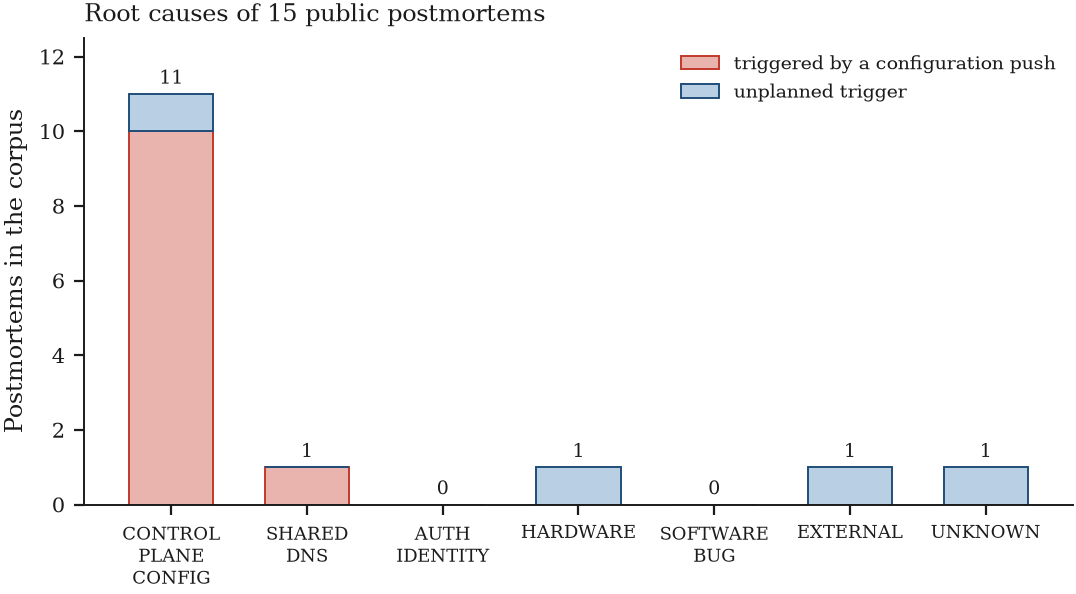 Root causes of 15 public postmortems
triggered by a configuration push
unplanned trigger
Postmortems in the corpus
12
10
8
6
4
2
0
11
1
0
1
0
1
1
CONTROL
PLANE
CONFIG
SHARED
DNS
AUTH
IDENTITY
HARDWARE
SOFTWARE
BUG
EXTERNAL
UNKNOWN